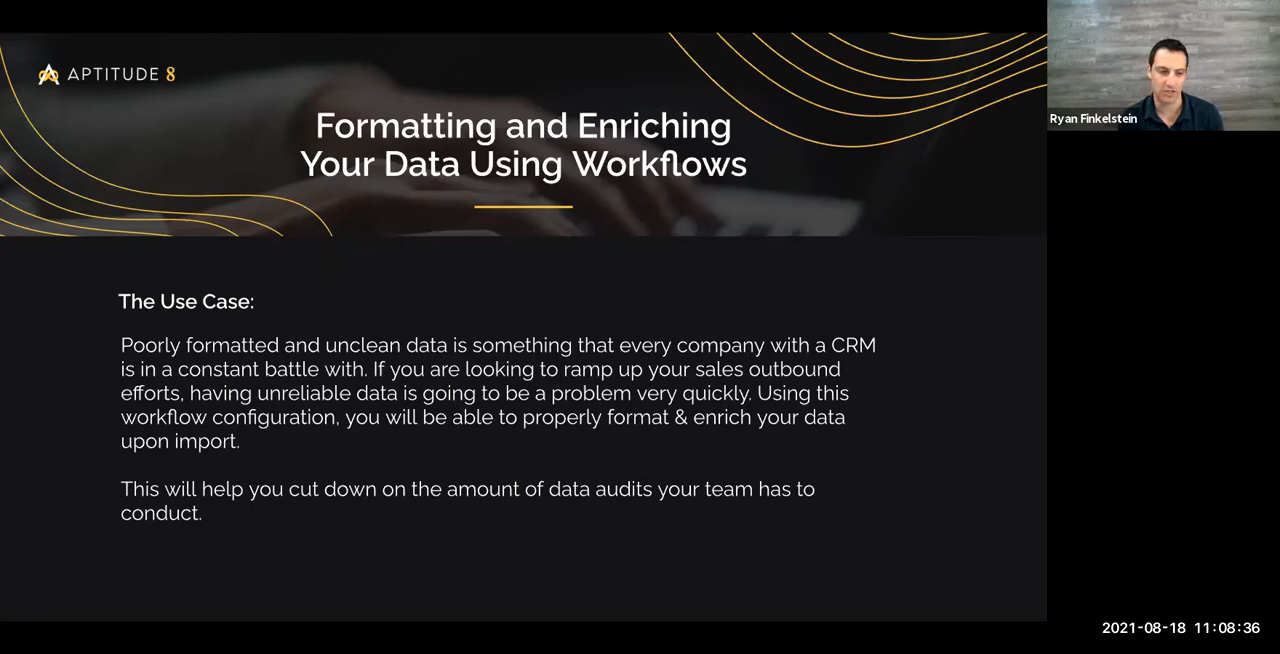 APTITUDE 8
Formatting and Enriching
Your Data Using Workflows
Ryan Finkelstein
The Use Case:
Poorly formatted and unclean data is something that every company with a CRM
is in a constant battle with. If you are looking to ramp up your sales outbound
efforts, having unreliable data is going to be a problem very quickly. Using this
workflow configuration, you will be able to properly format & enrich your data
upon import.
This will help you cut down on the amount of data audits your team has to
conduct.
2021-08-18 11:08:36